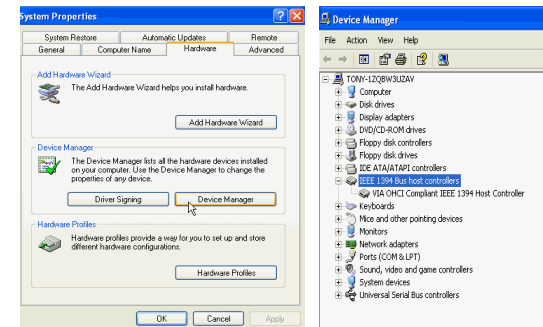 System Properties
System Restore
Automatic Updates
Remote
General
Computer Name
Hardware
Advanced
Add Hardware Wizard
The Add Hardware Wizard helps you install hardware.
Add Hardware Wizard
Device Manager
The Device Manager lists all the hardware devices installed
on your computer. Use the Device Manager to change the
properties of any device.
Driver Signing
Device Manager
Hardware Profiles
Hardware profiles provide a way for you to set up and store
different hardware configurations.
Hardware Profiles
OK
Cancel
Apply
Device Manager
File Action View Help
TONY-1ZQBW3UZAV
Computer
Disk drives
Display adapters
DVD/CD-ROM drives
Floppy disk controllers
Floppy disk drives
IDE ATA/ATAPI controllers
IEEE 1394 Bus host controllers
VIA OHCI Compliant IEEE 1394 Host Controller
Keyboards
Mice and other pointing devices
Monitors
Network adapters
Ports (COM & LPT)
Sound, video and game controllers
System devices
Universal Serial Bus controllers